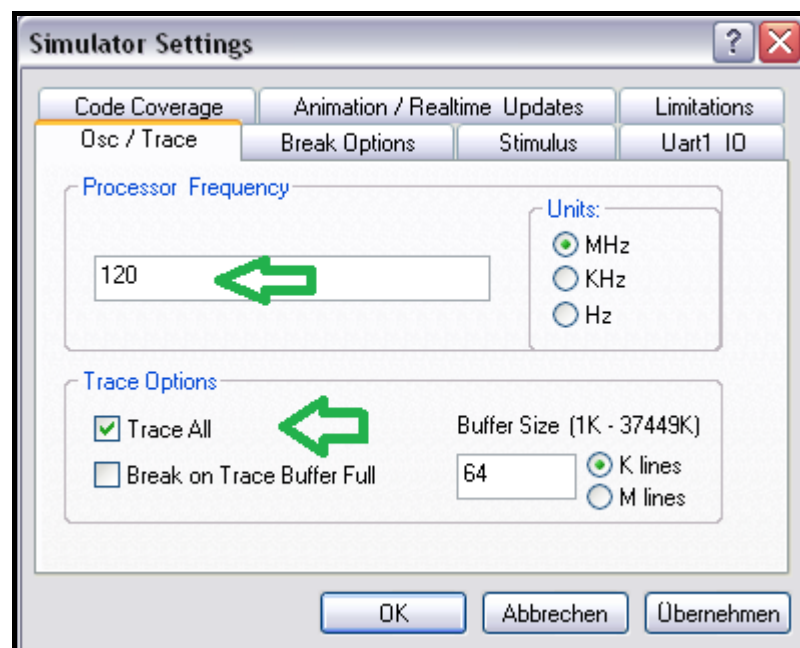 Simulator Settings
Code Coverage
Animation / Realtime Updates
Limitations
Osc / Trace
Break Options
Stimulus
Uart1 IO
Processor Frequency
120
Units:
MHz
KHz
Hz
Trace Options
Trace All
Break on Trace Buffer Full
Buffer Size (1K - 37449K)
64
K lines
M lines
OK
Abbrechen
Übernehmen